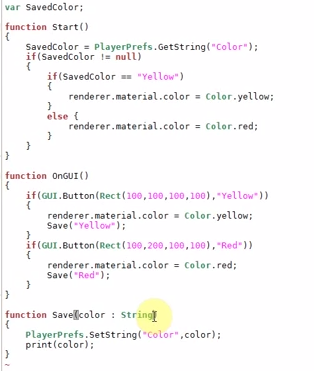 var SavedColor;
function Start()
{
    SavedColor = PlayerPrefs.GetString("Color");
    if(SavedColor != null)
    {
        if(SavedColor == "Yellow")
        {
            renderer.material.color = Color.yellow;
        }
        else {
            renderer.material.color = Color.red;
        }
    }
}
function OnGUI()
{
    if(GUI.Button(Rect(100,100,100,100),"Yellow"))
    {
        renderer.material.color = Color.yellow;
        Save("Yellow");
    }
    if(GUI.Button(Rect(100,200,100,100),"Red"))
    {
        renderer.material.color = Color.red;
        Save("Red");
    }
}
function Save(color : String)
{
    PlayerPrefs.SetString("Color",color);
    print(color);
}
~